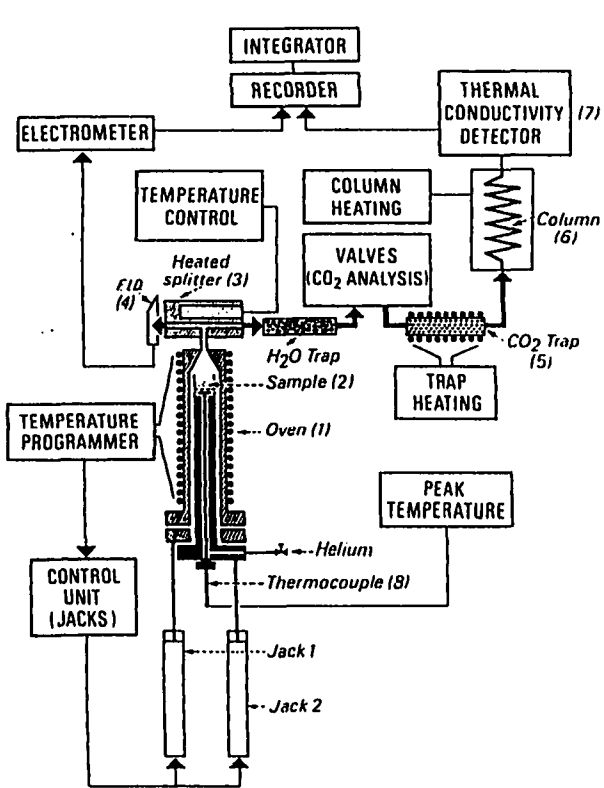 INTEGRATOR
RECORDER
ELECTROMETER
THERMAL
CONDUCTIVITY
DETECTOR
(7)
TEMPERATURE
CONTROL
COLUMN
HEATING
Column
(6)
VALVES
(CO2 ANALYSIS)
Heated
splitter (3)
F.I.D.
(4)
H2O Trap
CO2 Trap
(5)
TRAP
HEATING
Sample (2)
TEMPERATURE
PROGRAMMER
Oven (1)
PEAK
TEMPERATURE
Helium
CONTROL
UNIT
(JACKS)
Thermocouple (8)
Jack 1
Jack 2